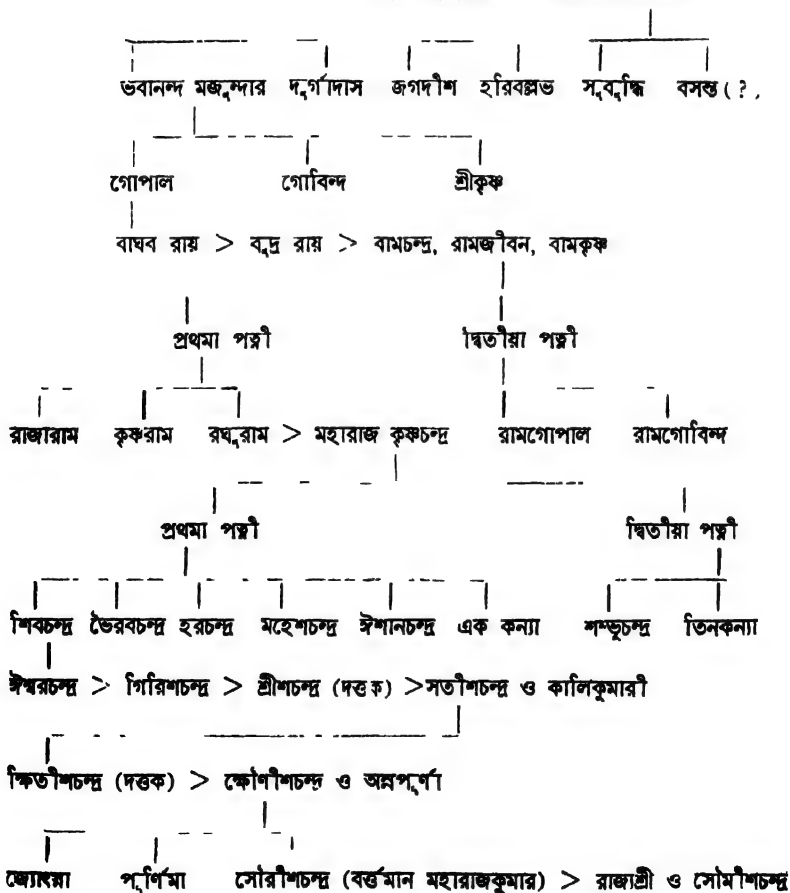 ভবানন্দ মজুন্দার দুর্গাদাস জগদীশ হরিবল্লভ সুবুদ্ধি বসন্ত (?,
গোপাল গোবিন্দ শ্রীকৃষ্ণ
বাঘব রায় > বুদ্র রায় > বামচন্দ্র, রামজীবন, বামকৃষ্ণ
প্রথমা পত্নী দ্বিতীয়া পত্নী
রাজারাম কৃষ্ণরাম রঘুরাম > মহারাজ কৃষ্ণচন্দ্র রামগোপাল রামগোবিন্দ
প্রথমা পত্নী দ্বিতীয়া পত্নী
শিবচন্দ্র ভৈরবচন্দ্র হরচন্দ্র মহেশচন্দ্র ঈশানচন্দ্র এক কন্যা শম্ভুচন্দ্র তিনকন্যা
ঈশ্বরচন্দ্র > গিরিশচন্দ্র > শ্রীশচন্দ্র (দত্তক) >সতীশচন্দ্র ও কালিকুমারী
ক্ষিতীশচন্দ্র (দত্তক) > ক্ষৌণীশচন্দ্র ও অন্নপূর্ণা
জ্যোৎস্না পূর্ণিমা সৌরীশচন্দ্র (বর্ত্তমান মহারাজকুমার) > রাজাশ্রী ও সৌমীশচন্দ্র